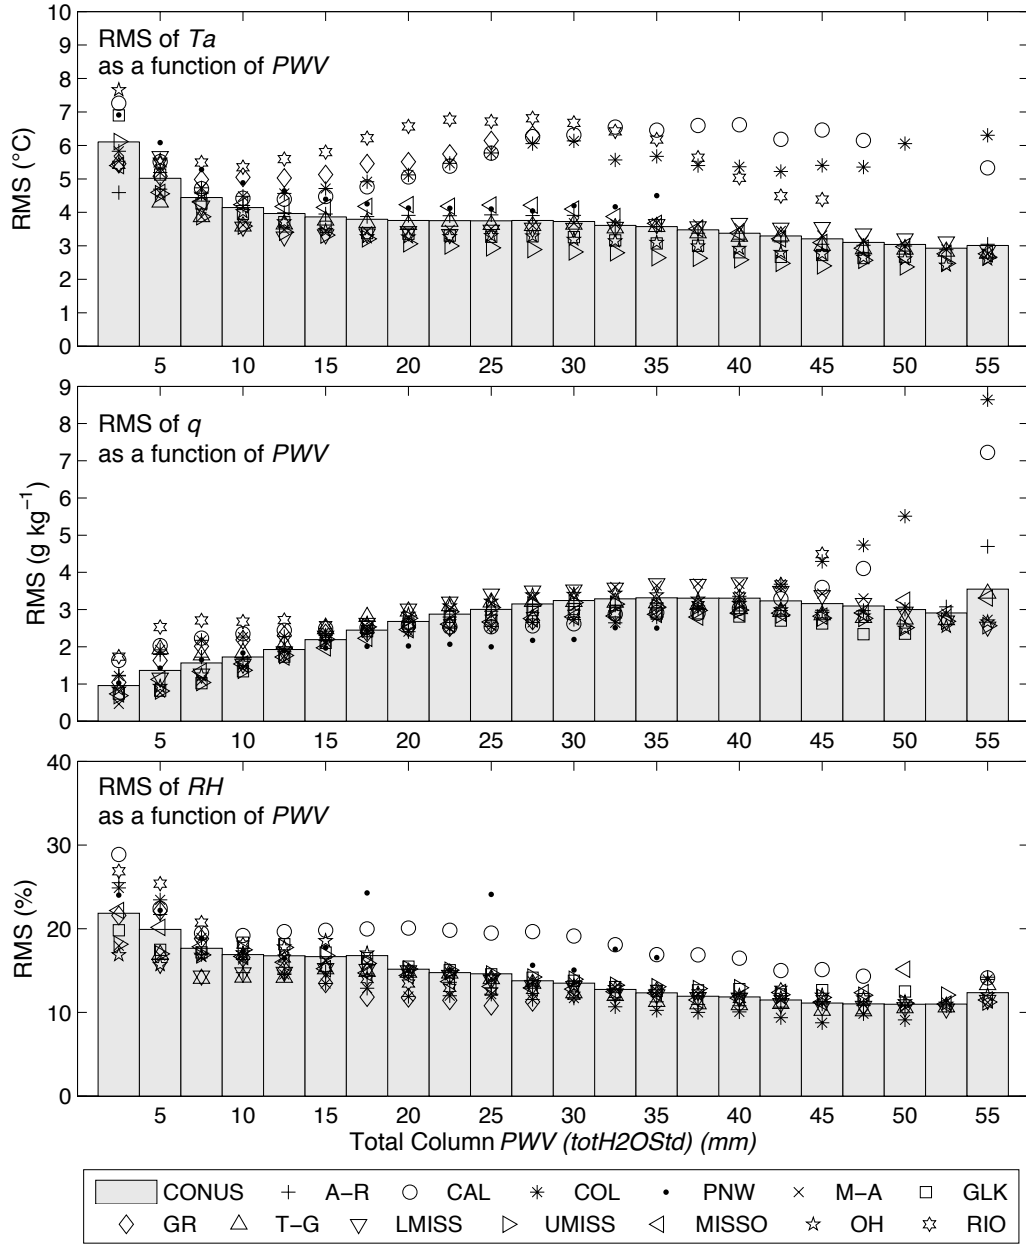 10
9
8
7
6
5
4
3
2
1
0
RMS (°C)
RMS of Ta
as a function of PWV
5 10 15 20 25 30 35 40 45 50 55
9
8
7
6
5
4
3
2
1
0
RMS (g kg−1)
RMS of q
as a function of PWV
5 10 15 20 25 30 35 40 45 50 55
40
30
20
10
0
RMS (%)
RMS of RH
as a function of PWV
5 10 15 20 25 30 35 40 45 50 55
Total Column PWV (totH2OStd) (mm)
CONUS A−R CAL COL PNW M−A GLK
GR T−G LMISS UMISS MISSO OH RIO